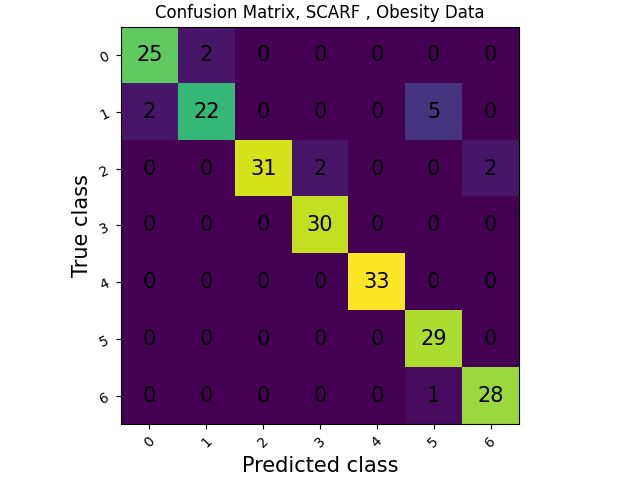 Confusion Matrix, SCARF , Obesity Data
0 25 2 0 0 0 0 0
1 2 22 0 0 0 5 0
2 0 0 31 2 0 0 2
3 0 0 0 30 0 0 0
4 0 0 0 0 33 0 0
5 0 0 0 0 0 29 0
6 0 0 0 0 0 1 28
True class
0 1 2 3 4 5 6
Predicted class